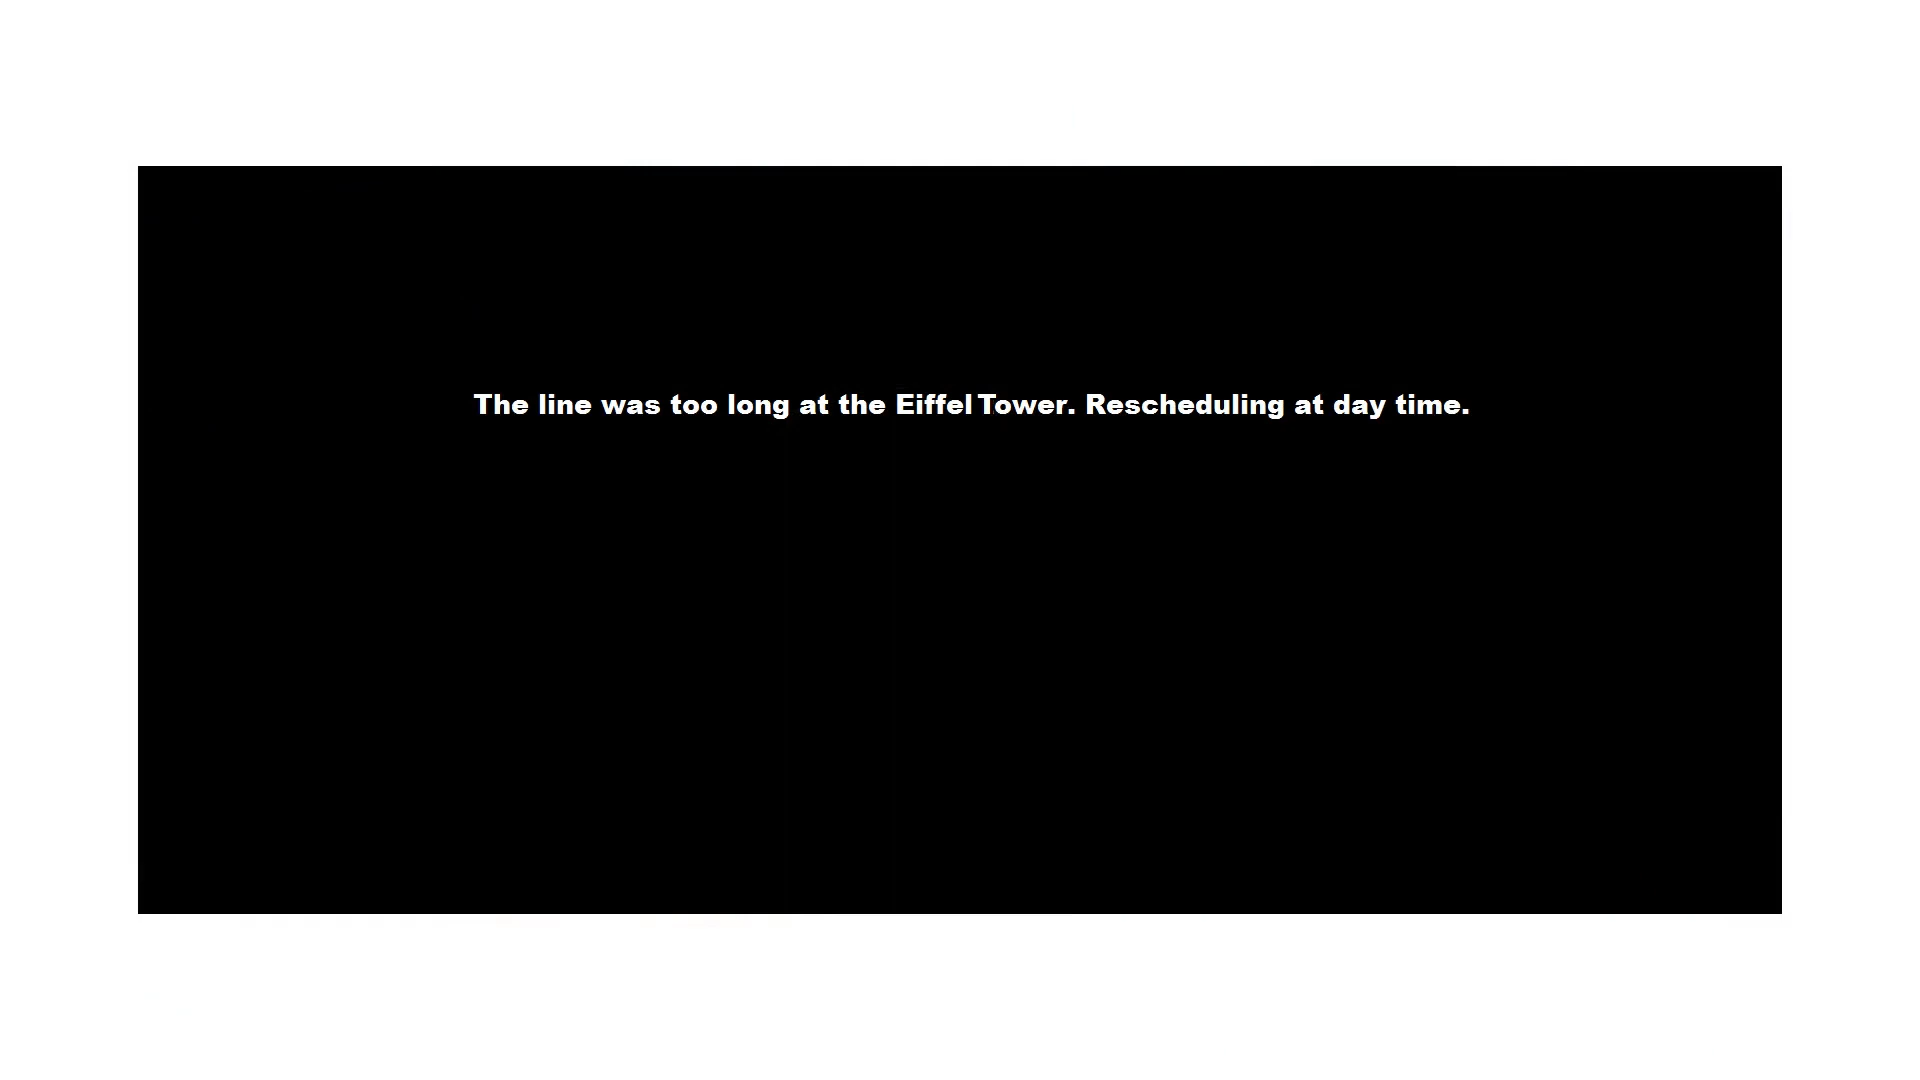 The line was too long at the Eiffel Tower. Rescheduling at day time.